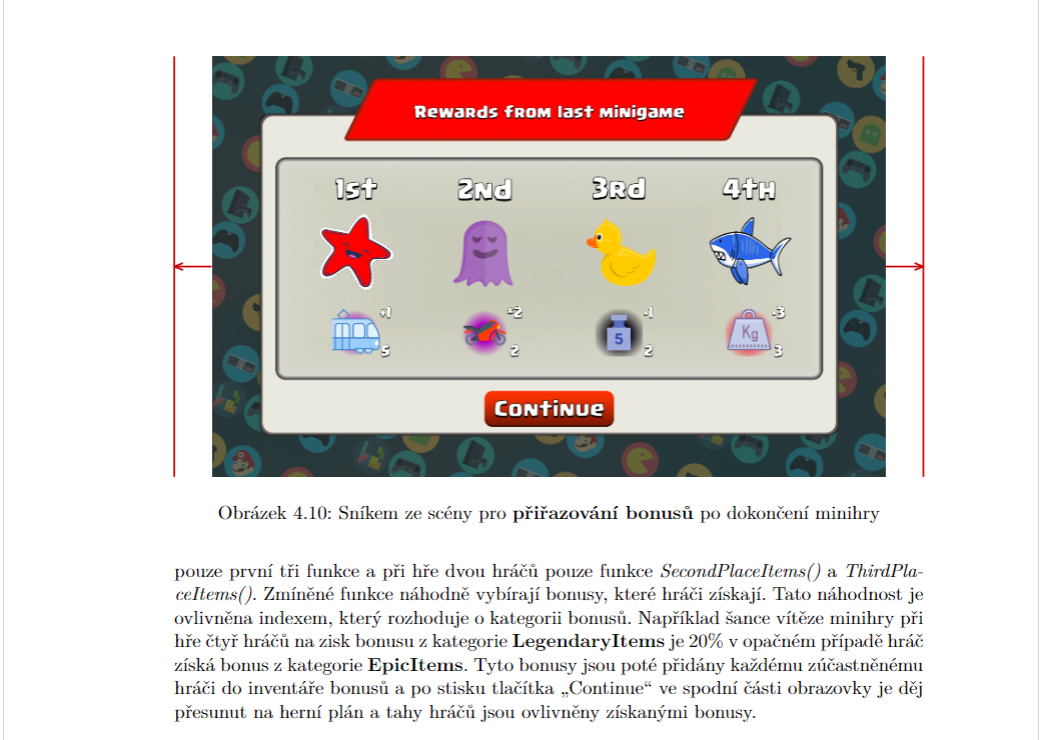 Rewards from last minigame
1st 2nd 3rd 4th
+1 +2 -1 -3
5 Kg
5 2 2 3
Continue
Obrázek 4.10: Sníkem ze scény pro přiřazování bonusů po dokončení minihry
pouze první tři funkce a při hře dvou hráčů pouze funkce SecondPlaceItems() a ThirdPla-
ceItems(). Zmíněné funkce náhodně vybírají bonusy, které hráči získají. Tato náhodnost je
ovlivněna indexem, který rozhoduje o kategorii bonusů. Například šance vítěze minihry při
hře čtyř hráčů na zisk bonusu z kategorie LegendaryItems je 20% v opačném případě hráč
získá bonus z kategorie EpicItems. Tyto bonusy jsou poté přidány každému zúčastněnému
hráči do inventáře bonusů a po stisku tlačítka „Continue“ ve spodní části obrazovky je děj
přesunut na herní plán a tahy hráčů jsou ovlivněny získanými bonusy.